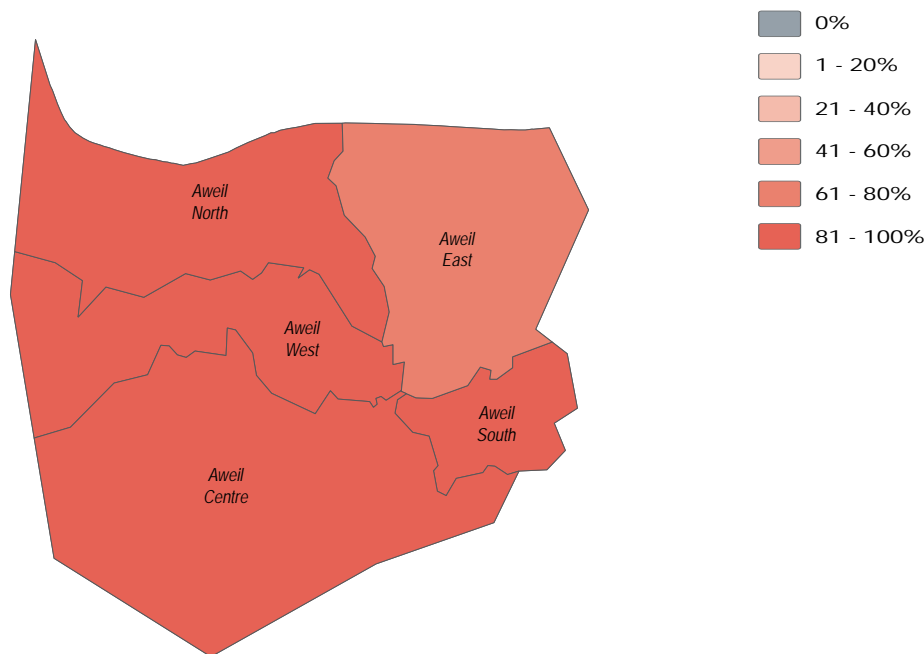 0%
1 - 20%
21 - 40%
41 - 60%
61 - 80%
81 - 100%
Aweil
North
Aweil
East
Aweil
West
Aweil
South
Aweil
Centre